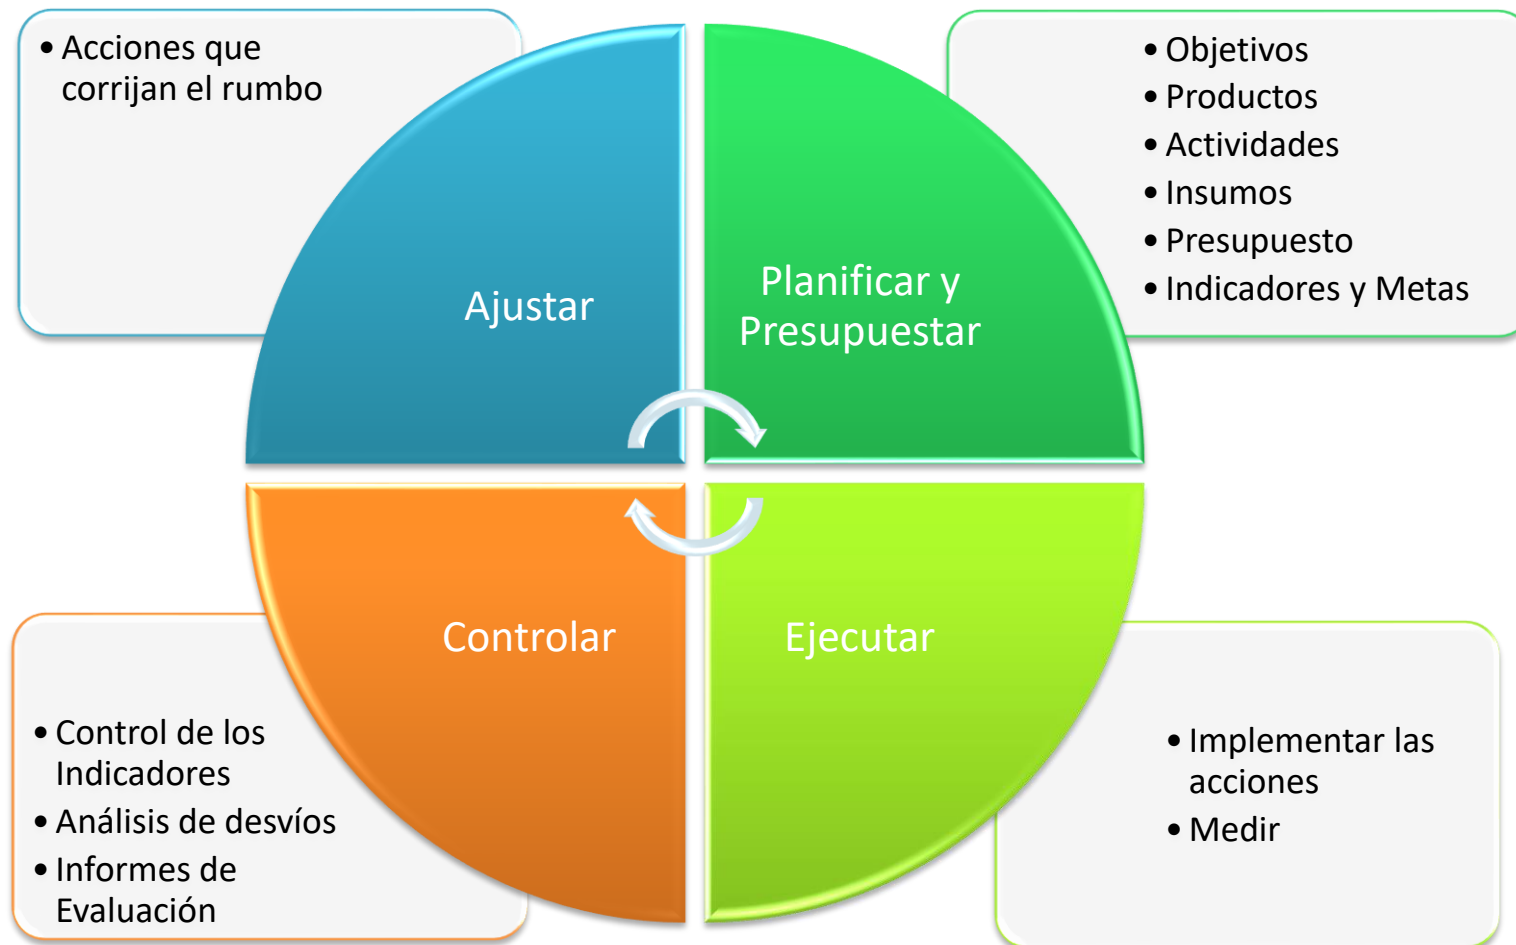 • Acciones que
corrijan el rumbo
• Objetivos
• Productos
• Actividades
• Insumos
• Presupuesto
• Indicadores y Metas
Ajustar
Planificar y
Presupuestar
Controlar
Ejecutar
• Control de los
Indicadores
• Análisis de desvíos
• Informes de
Evaluación
• Implementar las
acciones
• Medir